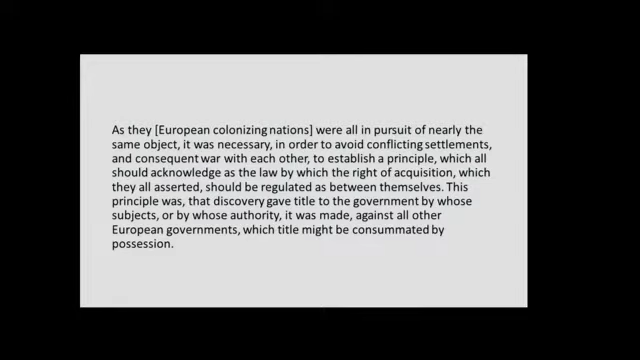 As they [European colonizing nations] were all in pursuit of nearly the
same object, it was necessary, in order to avoid conflicting settlements,
and consequent war with each other, to establish a principle, which all
should acknowledge as the law by which the right of acquisition, which
they all asserted, should be regulated as between themselves. This
principle was, that discovery gave title to the government by whose
subjects, or by whose authority, it was made, against all other
European governments, which title might be consummated by
possession.